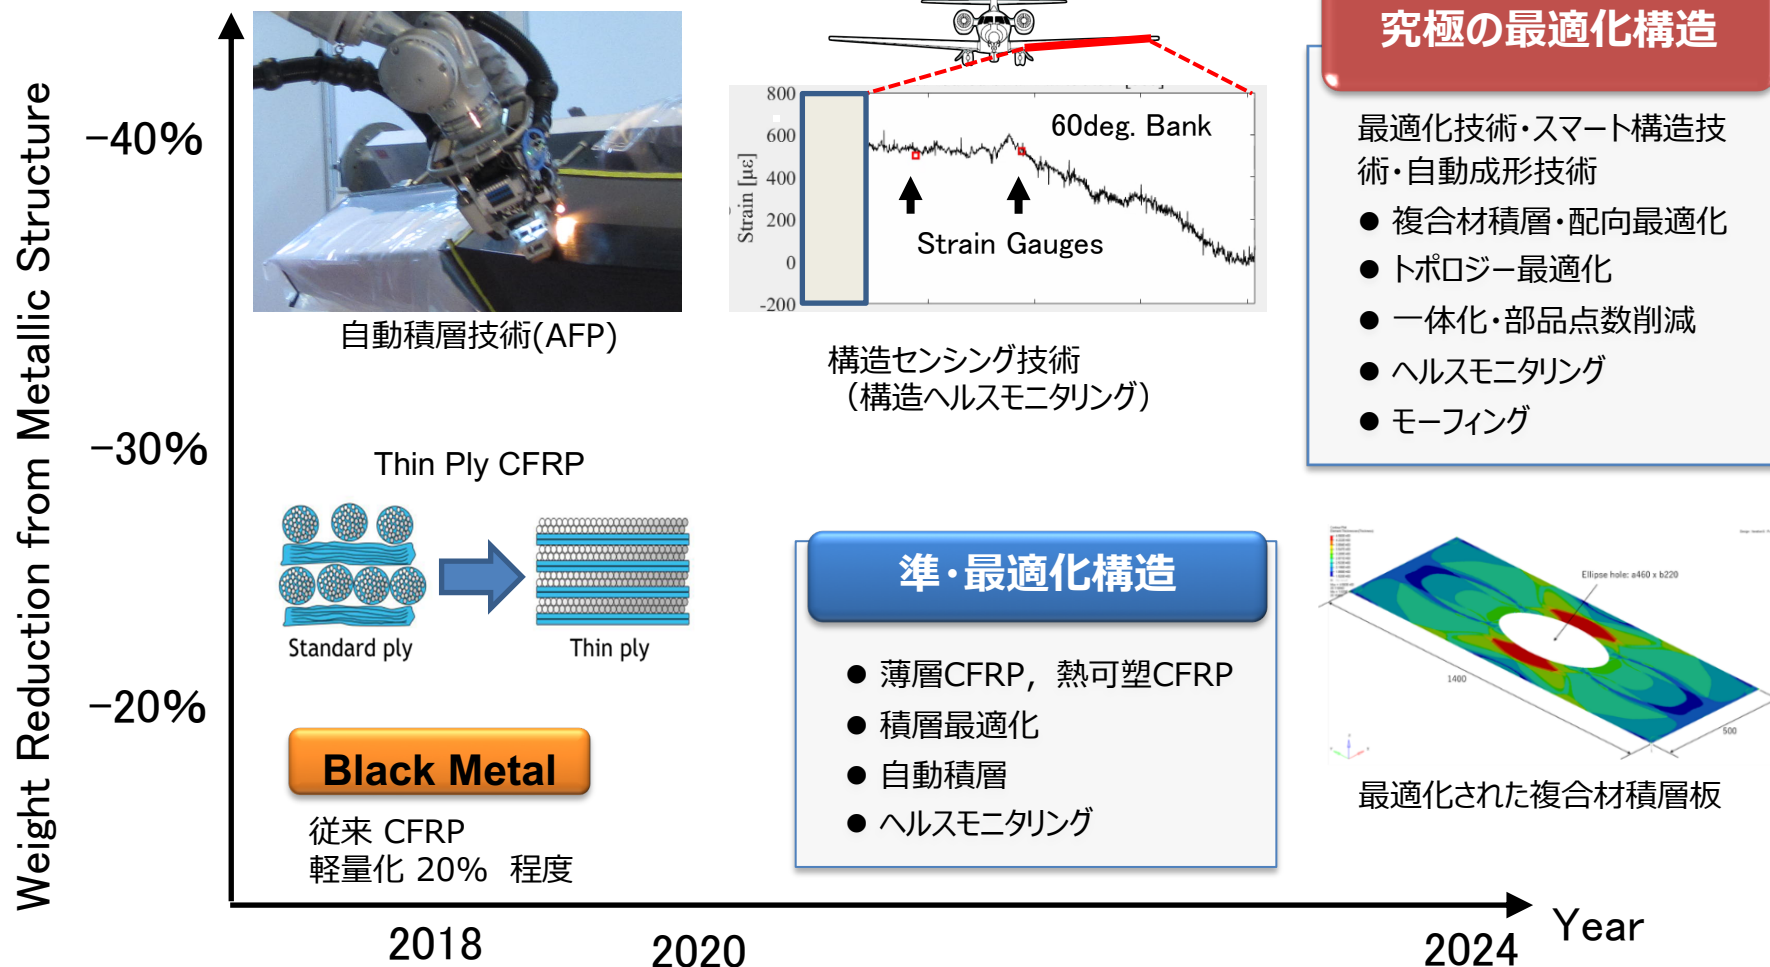 Weight Reduction from Metallic Structure
-40%
-30%
-20%
自動積層技術(AFP)
800
600
400
200
0
-200
Strain [με]
60deg. Bank
Strain Gauges
構造センシング技術
（構造ヘルスモニタリング）
究極の最適化構造
最適化技術・スマート構造技
術・自動成形技術
● 複合材積層・配向最適化
● トポロジー最適化
● 一体化・部品点数削減
● ヘルスモニタリング
● モーフィング
Thin Ply CFRP
Standard ply
Thin ply
準・最適化構造
● 薄層CFRP, 熱可塑CFRP
● 積層最適化
● 自動積層
● ヘルスモニタリング
Ellipse hole: a460 x b220
1400
500
最適化された複合材積層板
Black Metal
従来 CFRP
軽量化 20% 程度
2018
2020
2024
Year